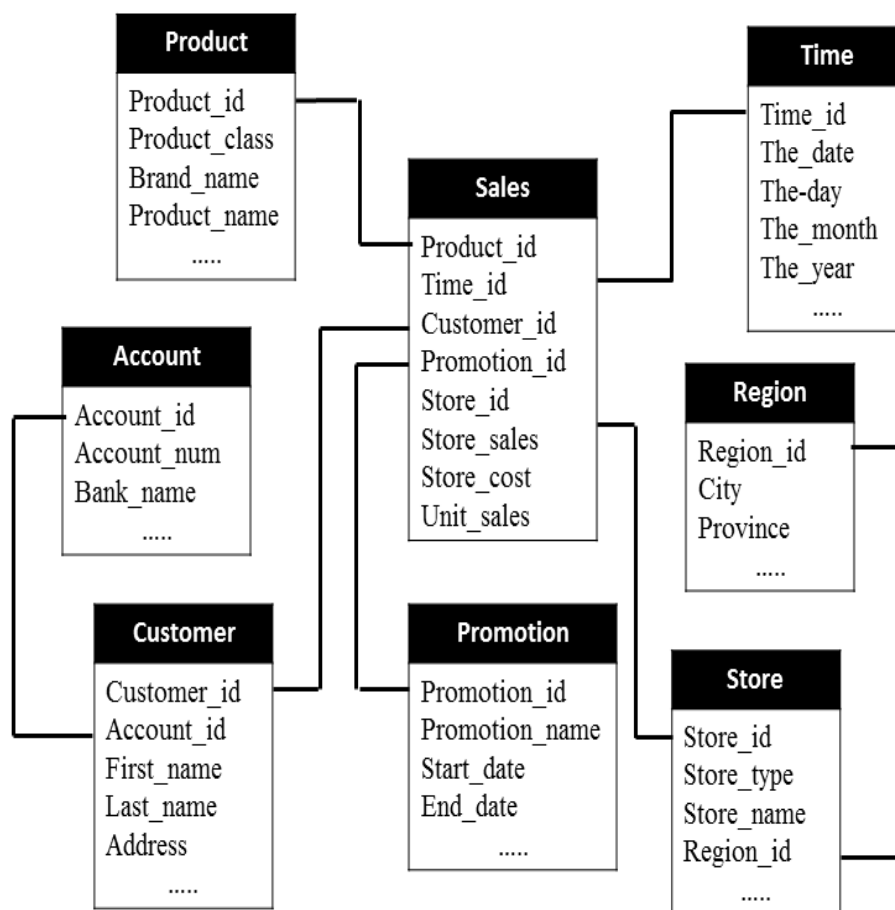 Product
Product_id
Product_class
Brand_name
Product_name
.....
Time
Time_id
The_date
The-day
The_month
The_year
.....
Sales
Product_id
Time_id
Customer_id
Promotion_id
Store_id
Store_sales
Store_cost
Unit_sales
Account
Account_id
Account_num
Bank_name
.....
Region
Region_id
City
Province
.....
Customer
Customer_id
Account_id
First_name
Last_name
Address
.....
Promotion
Promotion_id
Promotion_name
Start_date
End_date
.....
Store
Store_id
Store_type
Store_name
Region_id
.....